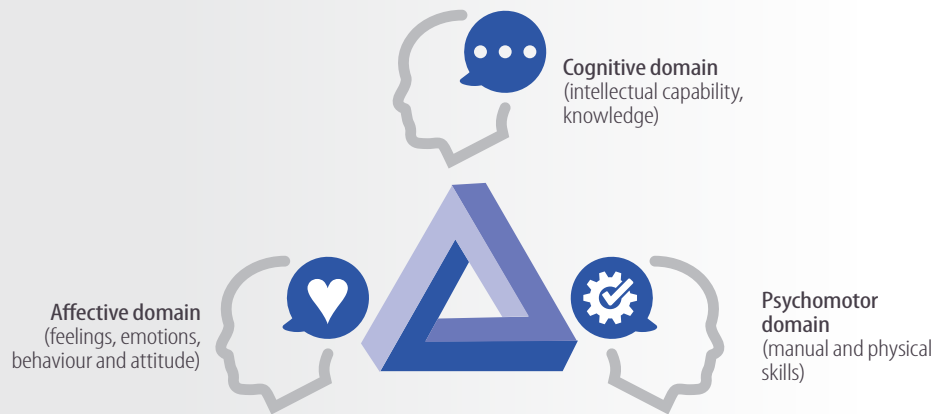 Cognitive domain
(intellectual capability,
knowledge)
Affective domain
(feelings, emotions,
behaviour and attitude)
Psychomotor
domain
(manual and physical
skills)